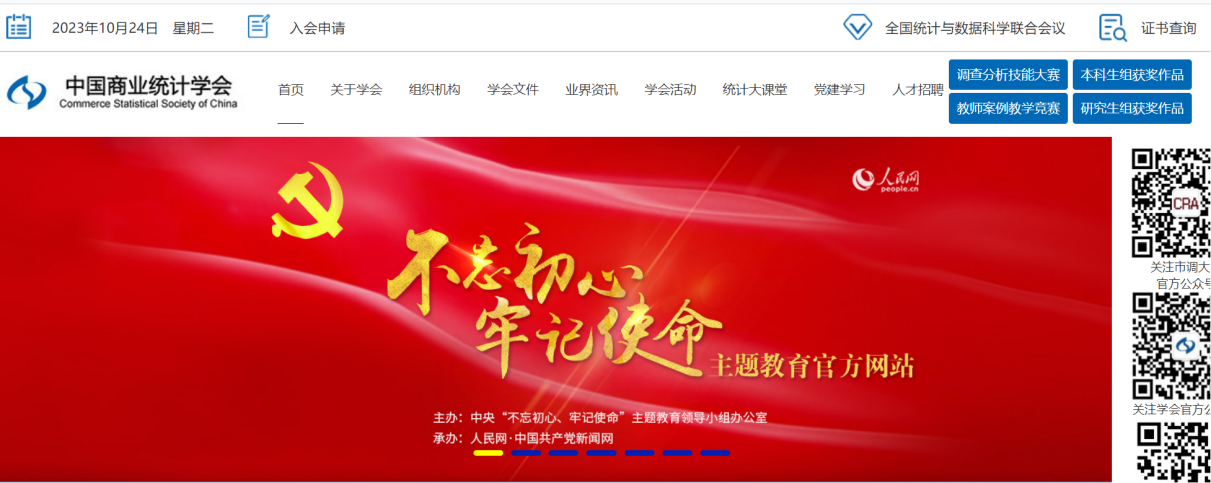 2023年10月24日 星期二
入会申请
全国统计与数据科学联合会议
证书查询
中国商业统计学会
Commerce Statistical Society of China
首页
关于学会
组织机构
学会文件
业界资讯
学会活动
统计大课堂
党建学习
人才招聘
调查分析技能大赛
本科生组获奖作品
教师案例教学竞赛
研究生组获奖作品
人民网
people.cn
不忘初心
牢记使命
主题教育官方网站
主办：中央“不忘初心、牢记使命”主题教育领导小组办公室
承办：人民网·中国共产党新闻网
CRA
关注市调大
官方公众号
关注学会官方公